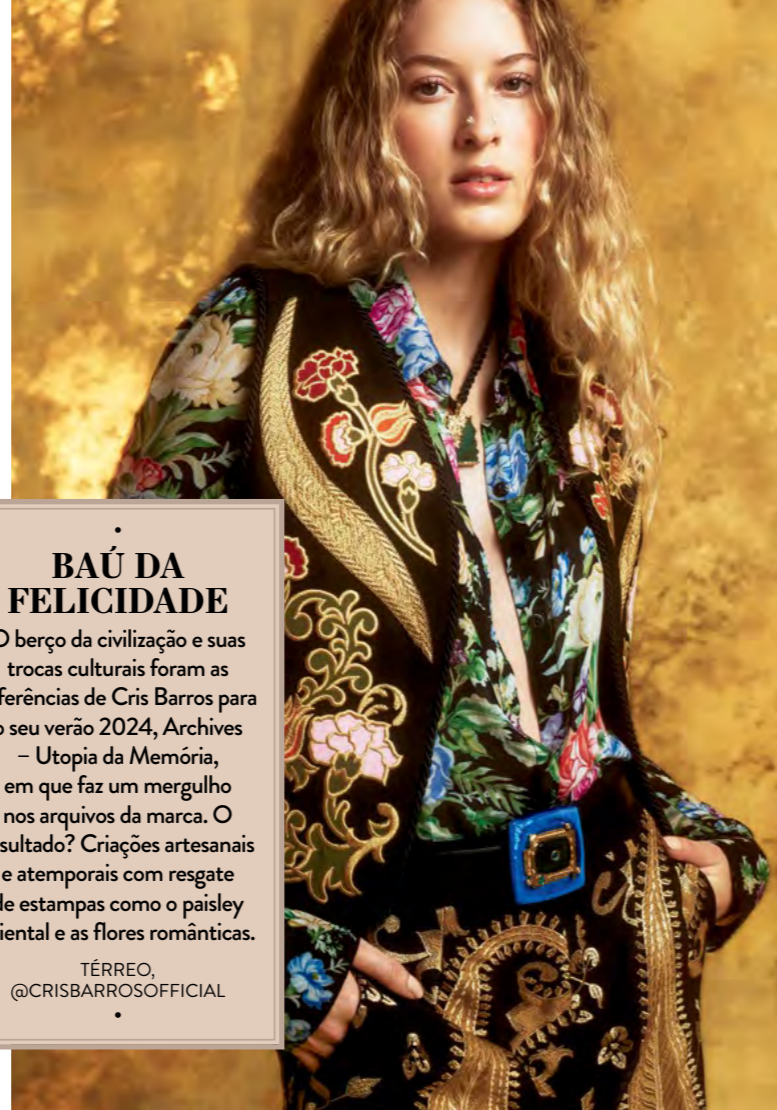 BAÚ DA
FELICIDADE
O berço da civilização e suas
trocas culturais foram as
ferências de Cris Barros para
o seu verão 2024, Archives
– Utopia da Memória,
em que faz um mergulho
nos arquivos da marca. O
sultado? Criações artesanais
e atemporais com resgate
de estampas como o paisley
iental e as flores românticas.
TÉRREO,
@CRISBARROSOFFICIAL